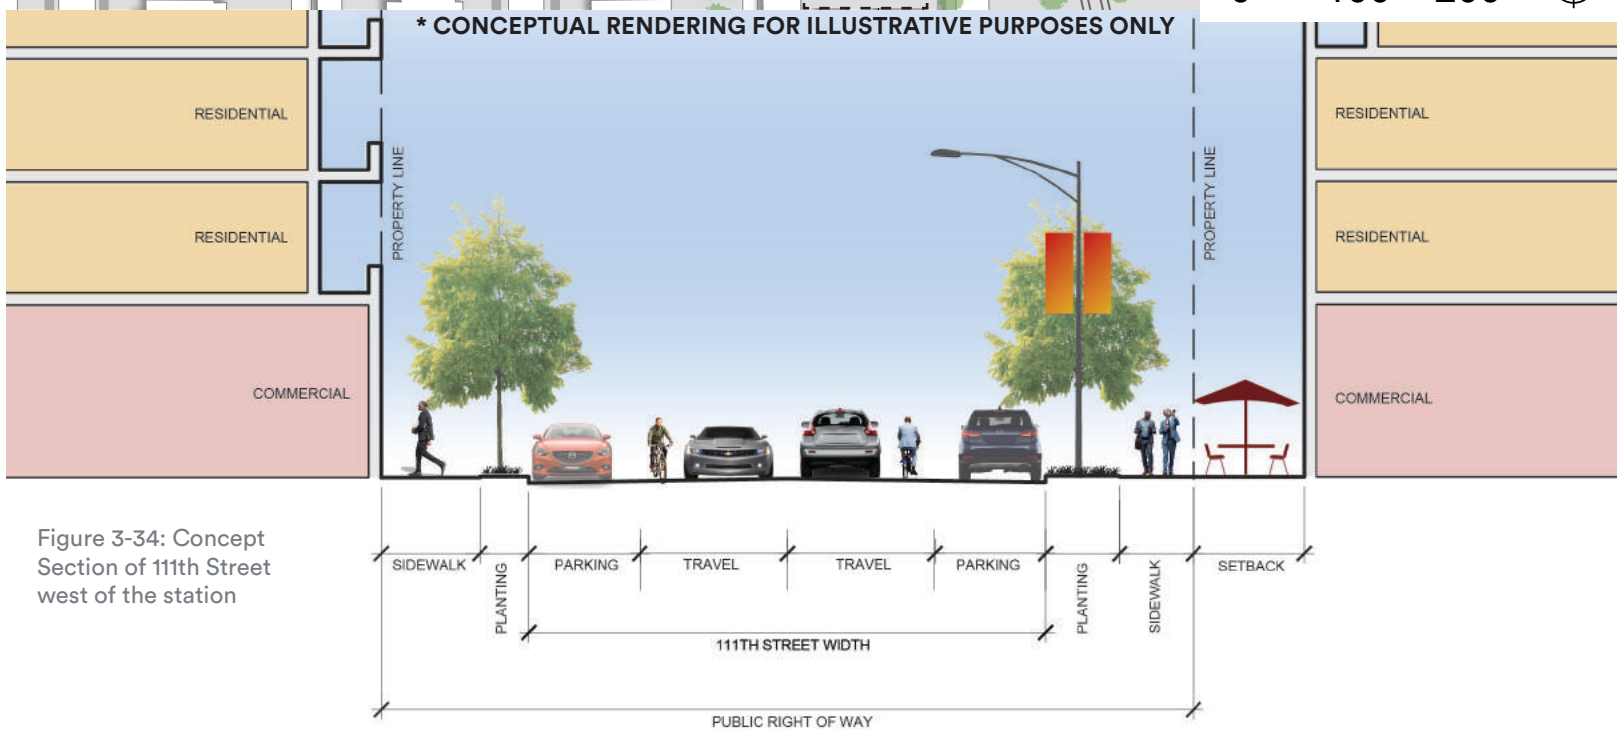 * CONCEPTUAL RENDERING FOR ILLUSTRATIVE PURPOSES ONLY
RESIDENTIAL
RESIDENTIAL
PROPERTY LINE
PROPERTY LINE
RESIDENTIAL
RESIDENTIAL
COMMERCIAL
COMMERCIAL
Figure 3-34: Concept
Section of 111th Street
west of the station
SIDEWALK
PLANTING
PARKING
TRAVEL
TRAVEL
PARKING
PLANTING
SIDEWALK
SETBACK
111TH STREET WIDTH
PUBLIC RIGHT OF WAY